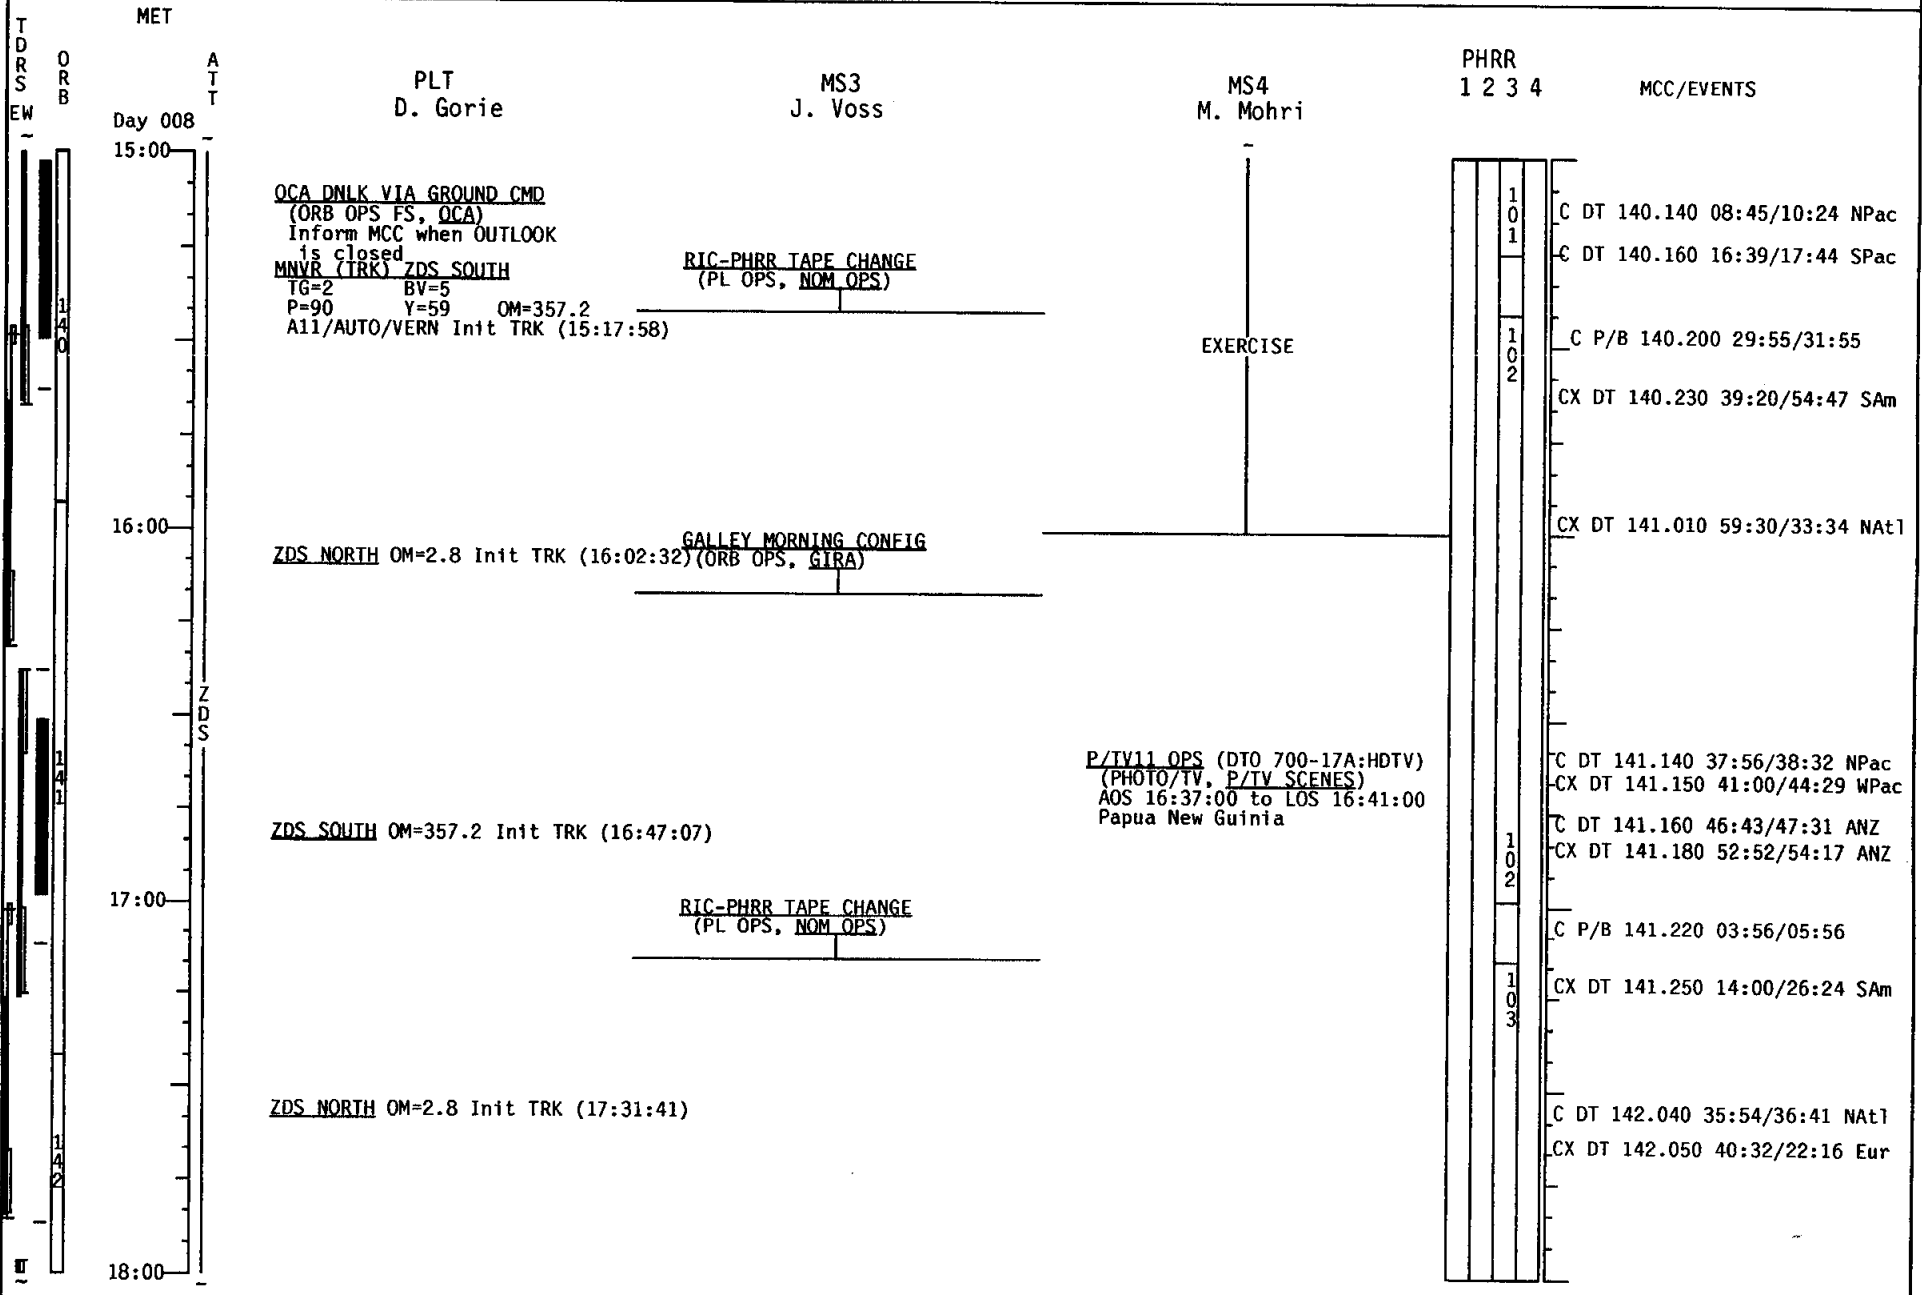 MET
TDRS
ORB
ATT
EW
PLT
D. Gorie
MS3
J. Voss
MS4
M. Mohri
PHRR
1 2 3 4
MCC/EVENTS
Day 008
15:00
16:00
17:00
18:00
140
141
142
ZDS
OCA DNLK VIA GROUND CMD
(ORB OPS FS, OCA)
Inform MCC when OUTLOOK
is closed
MNVR (TRK) ZDS SOUTH
TG=2 BV=5
P=90 Y=59 OM=357.2
A11/AUTO/VERN Init TRK (15:17:58)
ZDS NORTH OM=2.8 Init TRK (16:02:32)
ZDS SOUTH OM=357.2 Init TRK (16:47:07)
ZDS NORTH OM=2.8 Init TRK (17:31:41)
RIC-PHRR TAPE CHANGE
(PL OPS, NOM OPS)
GALLEY MORNING CONFIG
(ORB OPS, GIRA)
RIC-PHRR TAPE CHANGE
(PL OPS, NOM OPS)
EXERCISE
P/TV11 OPS (DTO 700-17A:HDTV)
(PHOTO/TV, P/TV SCENES)
AOS 16:37:00 to LOS 16:41:00
Papua New Guinia
101
102
102
103
C DT 140.140 08:45/10:24 NPac
C DT 140.160 16:39/17:44 SPac
C P/B 140.200 29:55/31:55
CX DT 140.230 39:20/54:47 SAm
CX DT 141.010 59:30/33:34 NAtl
C DT 141.140 37:56/38:32 NPac
CX DT 141.150 41:00/44:29 WPac
C DT 141.160 46:43/47:31 ANZ
CX DT 141.180 52:52/54:17 ANZ
C P/B 141.220 03:56/05:56
CX DT 141.250 14:00/26:24 SAm
C DT 142.040 35:54/36:41 NAtl
CX DT 142.050 40:32/22:16 Eur